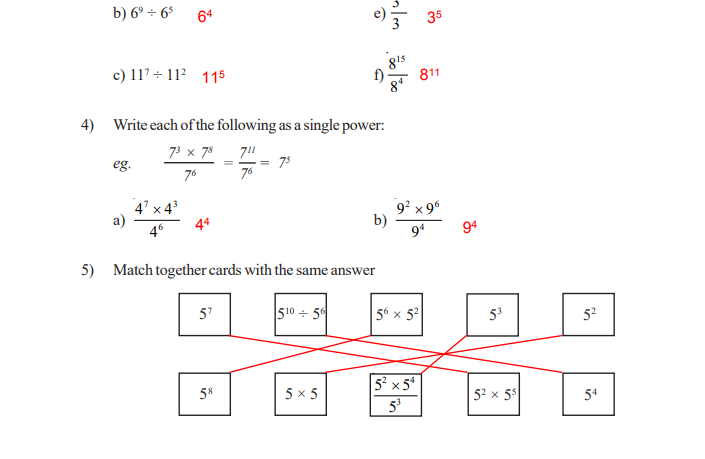 b) 6⁹ ÷ 6⁵ 6⁴ e) 3/3 3⁵
c) 11⁷ ÷ 11² 11⁵ f) 8¹⁵/8⁴ 8¹¹
4) Write each of the following as a single power:
eg. (7³ × 7⁸)/7⁶ = 7¹¹/7⁶ = 7⁵
a) (4⁷ × 4³)/4⁶ 4⁴ b) (9² × 9⁶)/9⁴ 9⁴
5) Match together cards with the same answer
5⁷ 5¹⁰ ÷ 5⁶ 5⁶ × 5² 5³ 5²
5⁸ 5 × 5 (5² × 5⁴)/5³ 5² × 5⁵ 5⁴